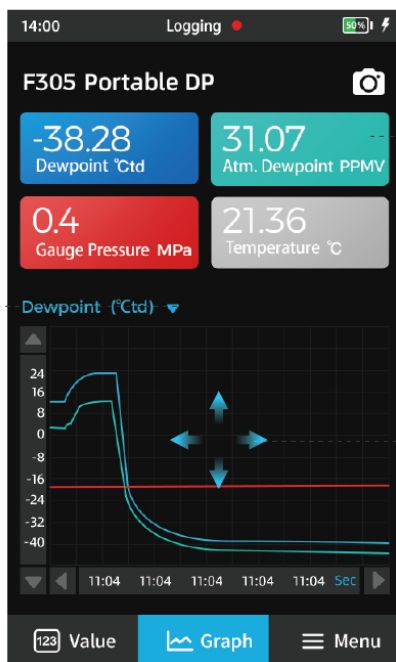 14:00 Logging 50%
F305 Portable DP
-38.28
Dewpoint °Ctd
31.07
Atm. Dewpoint PPMV
0.4
Gauge Pressure MPa
21.36
Temperature °C
Dewpoint (°Ctd)
24
16
8
0
-8
-16
-24
-32
-40
11:04 11:04 11:04 11:04 11:04 Sec
123 Value Graph Menu